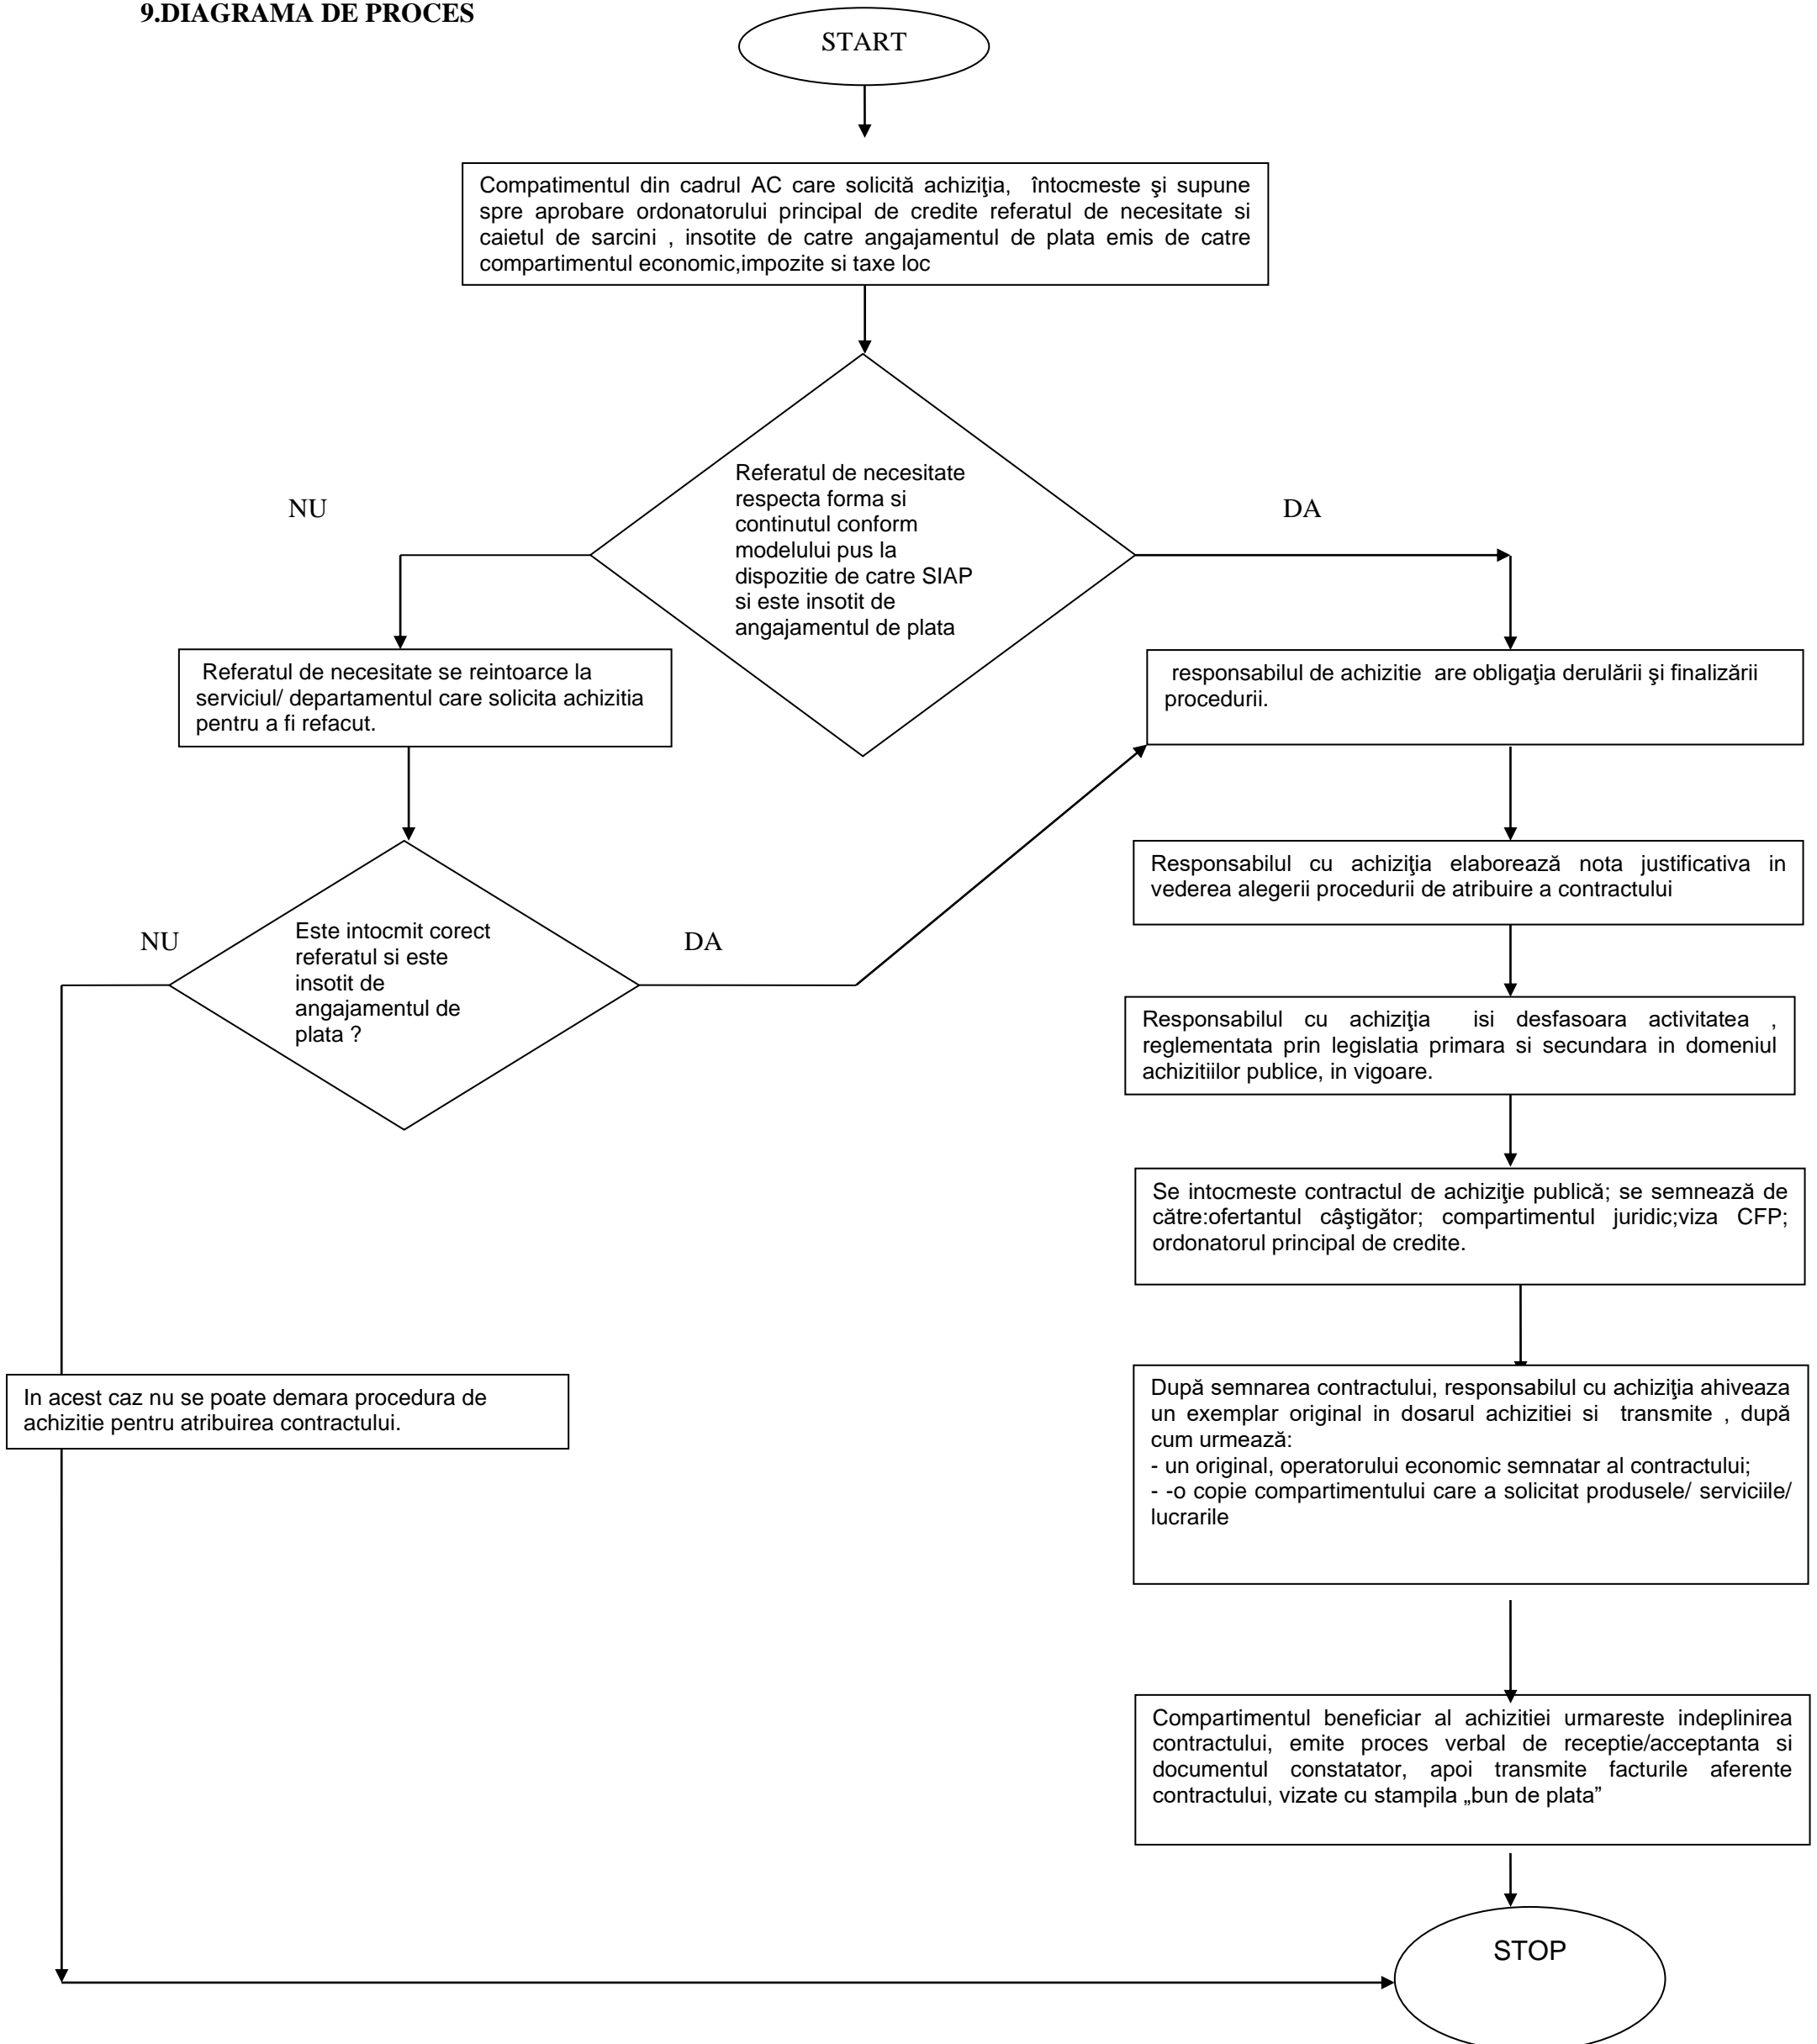 9.DIAGRAMA DE PROCES
START
Compatimentul din cadrul AC care solicită achiziţia, întocmeste şi supune
spre aprobare ordonatorului principal de credite referatul de necesitate si
caietul de sarcini , insotite de catre angajamentul de plata emis de catre
compartimentul economic,impozite si taxe loc
Referatul de necesitate
respecta forma si
continutul conform
modelului pus la
dispozitie de catre SIAP
si este insotit de
angajamentul de plata
NU
DA
Referatul de necesitate se reintoarce la
serviciul/ departamentul care solicita achizitia
pentru a fi refacut.
responsabilul de achizitie are obligaţia derulării şi finalizării
procedurii.
Este intocmit corect
referatul si este
insotit de
angajamentul de
plata ?
NU
DA
Responsabilul cu achiziţia elaborează nota justificativa in
vederea alegerii procedurii de atribuire a contractului
Responsabilul cu achiziţia isi desfasoara activitatea ,
reglementata prin legislatia primara si secundara in domeniul
achizitiilor publice, in vigoare.
Se intocmeste contractul de achiziţie publică; se semnează de
către:ofertantul câştigător; compartimentul juridic;viza CFP;
ordonatorul principal de credite.
In acest caz nu se poate demara procedura de
achizitie pentru atribuirea contractului.
După semnarea contractului, responsabilul cu achiziţia ahiveaza
un exemplar original in dosarul achizitiei si transmite , după
cum urmează:
- un original, operatorului economic semnatar al contractului;
- -o copie compartimentului care a solicitat produsele/ serviciile/
lucrarile
Compartimentul beneficiar al achizitiei urmareste indeplinirea
contractului, emite proces verbal de receptie/acceptanta si
documentul constatator, apoi transmite facturile aferente
contractului, vizate cu stampila „bun de plata”
STOP